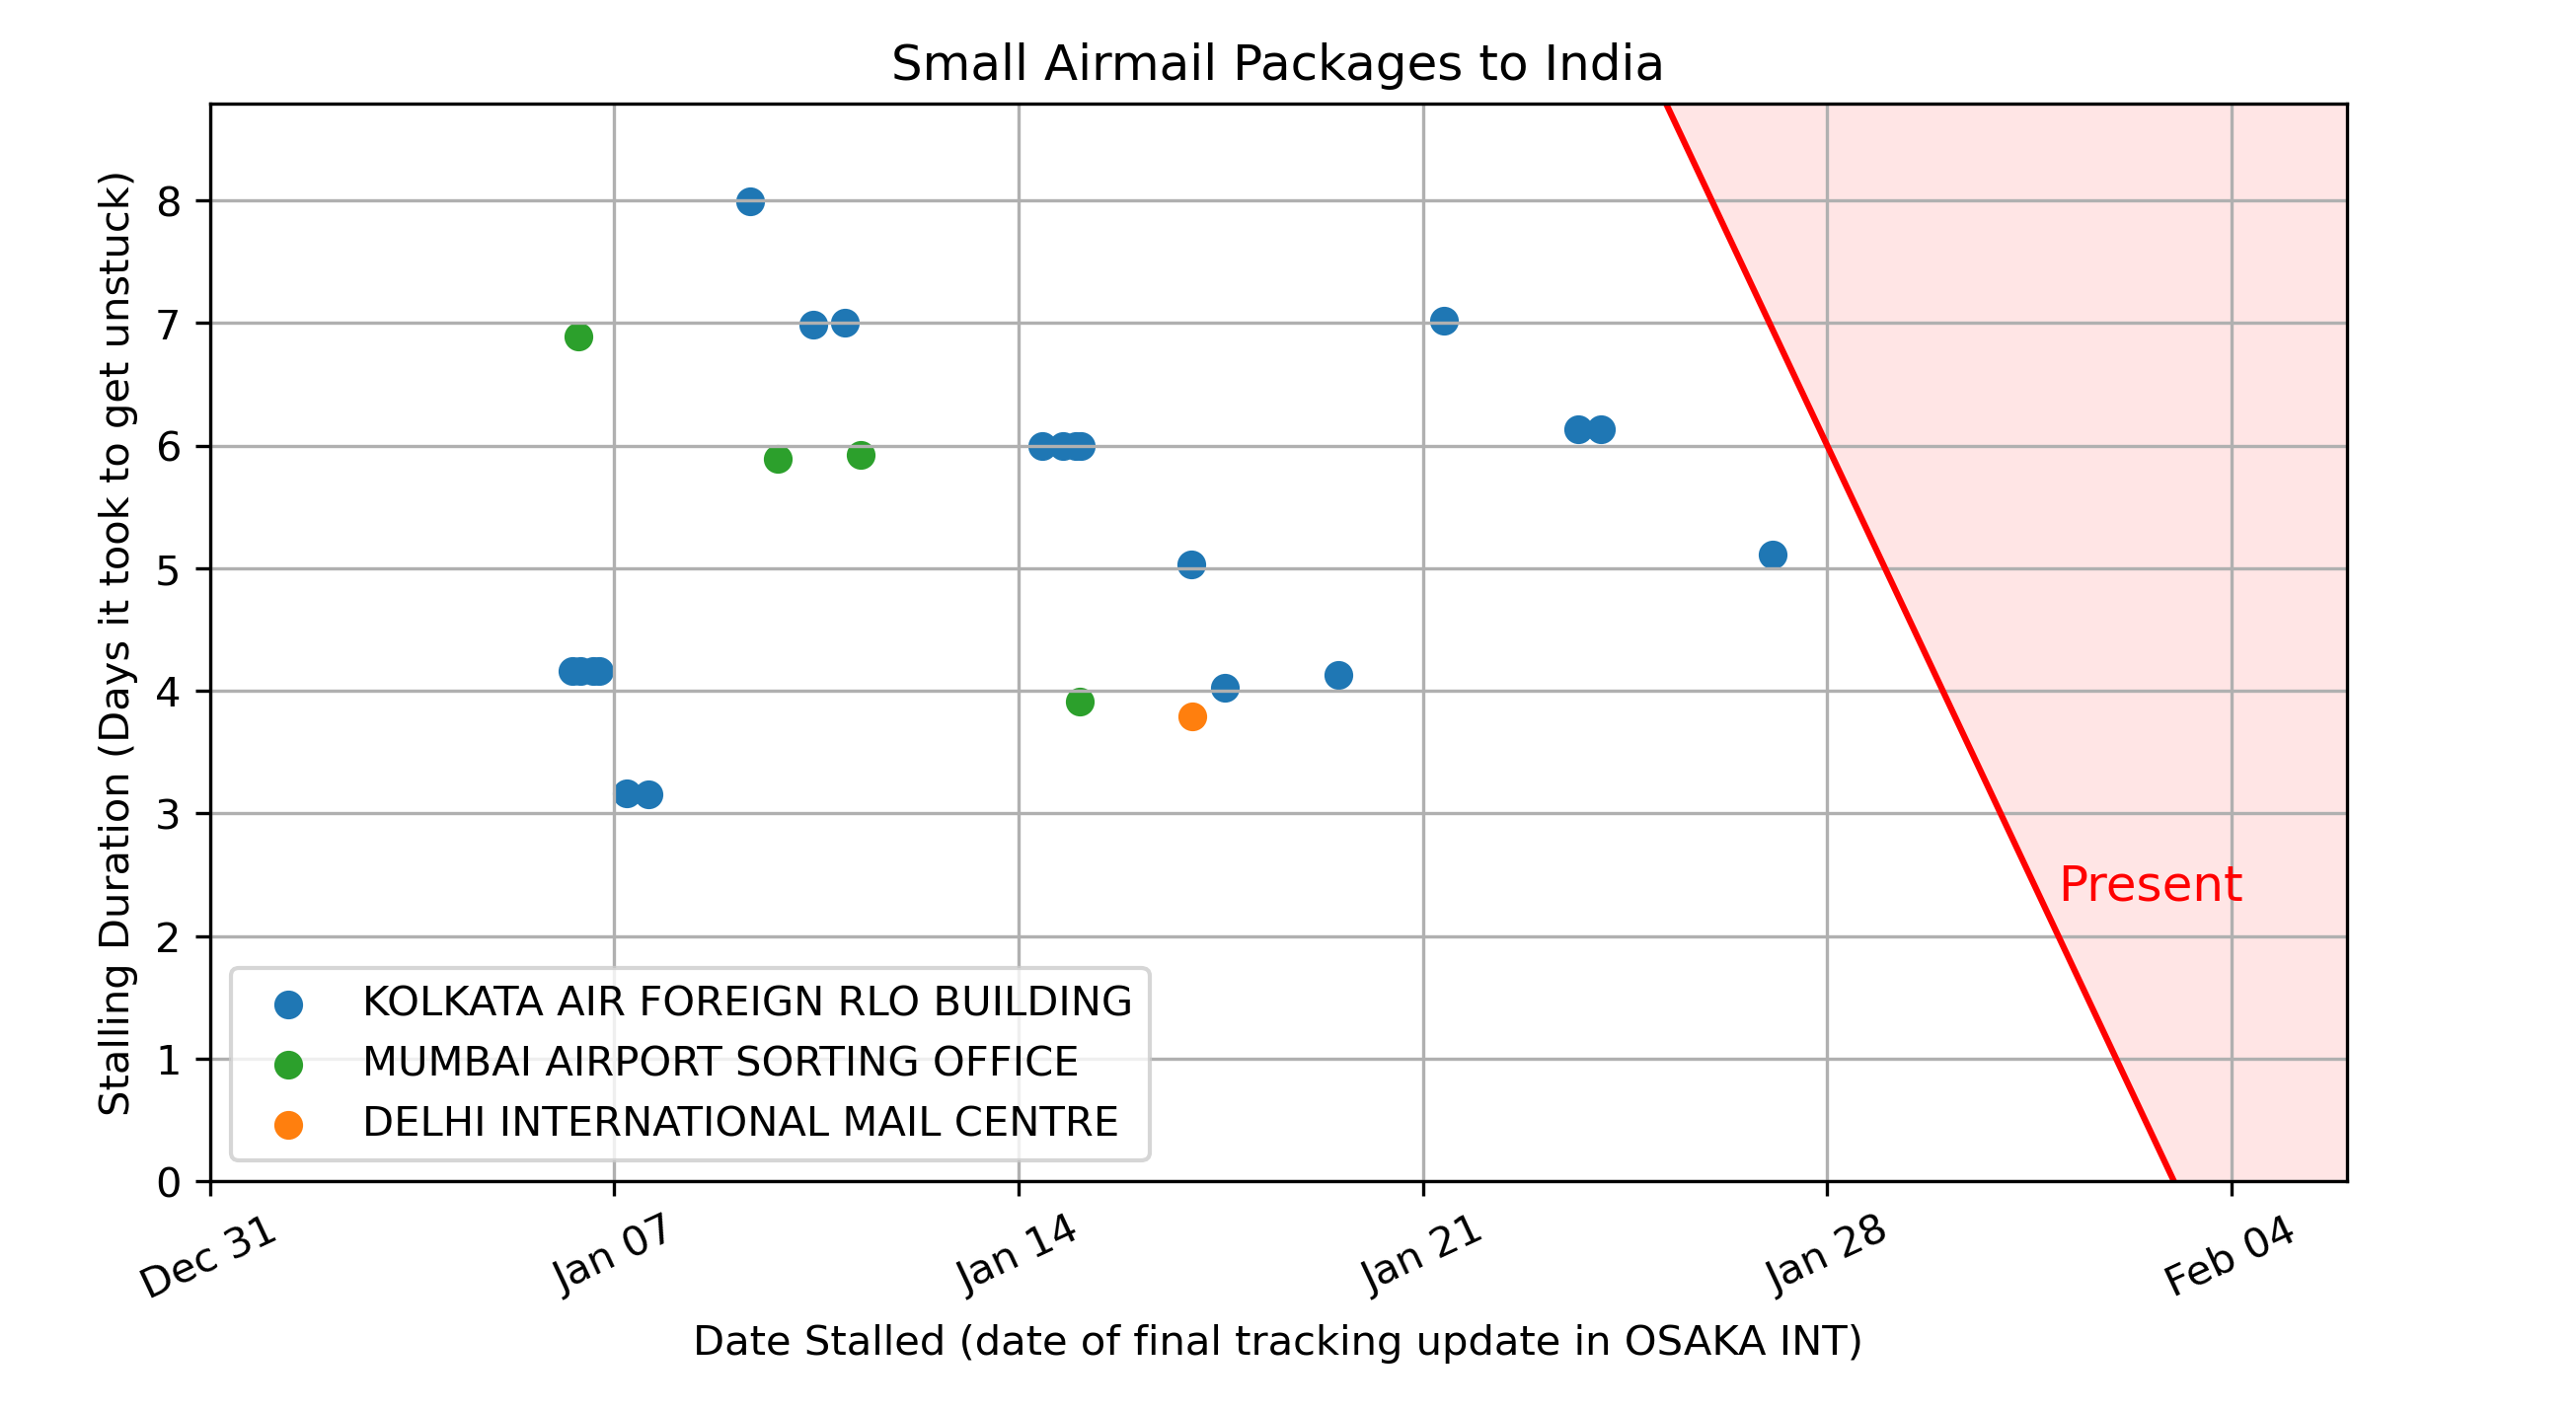 Small Airmail Packages to India
Stalling Duration (Days it took to get unstuck)
8
7
6
5
4
3
2
1
0
Present
KOLKATA AIR FOREIGN RLO BUILDING
MUMBAI AIRPORT SORTING OFFICE
DELHI INTERNATIONAL MAIL CENTRE
Dec 31
Jan 07
Jan 14
Jan 21
Jan 28
Feb 04
Date Stalled (date of final tracking update in OSAKA INT)